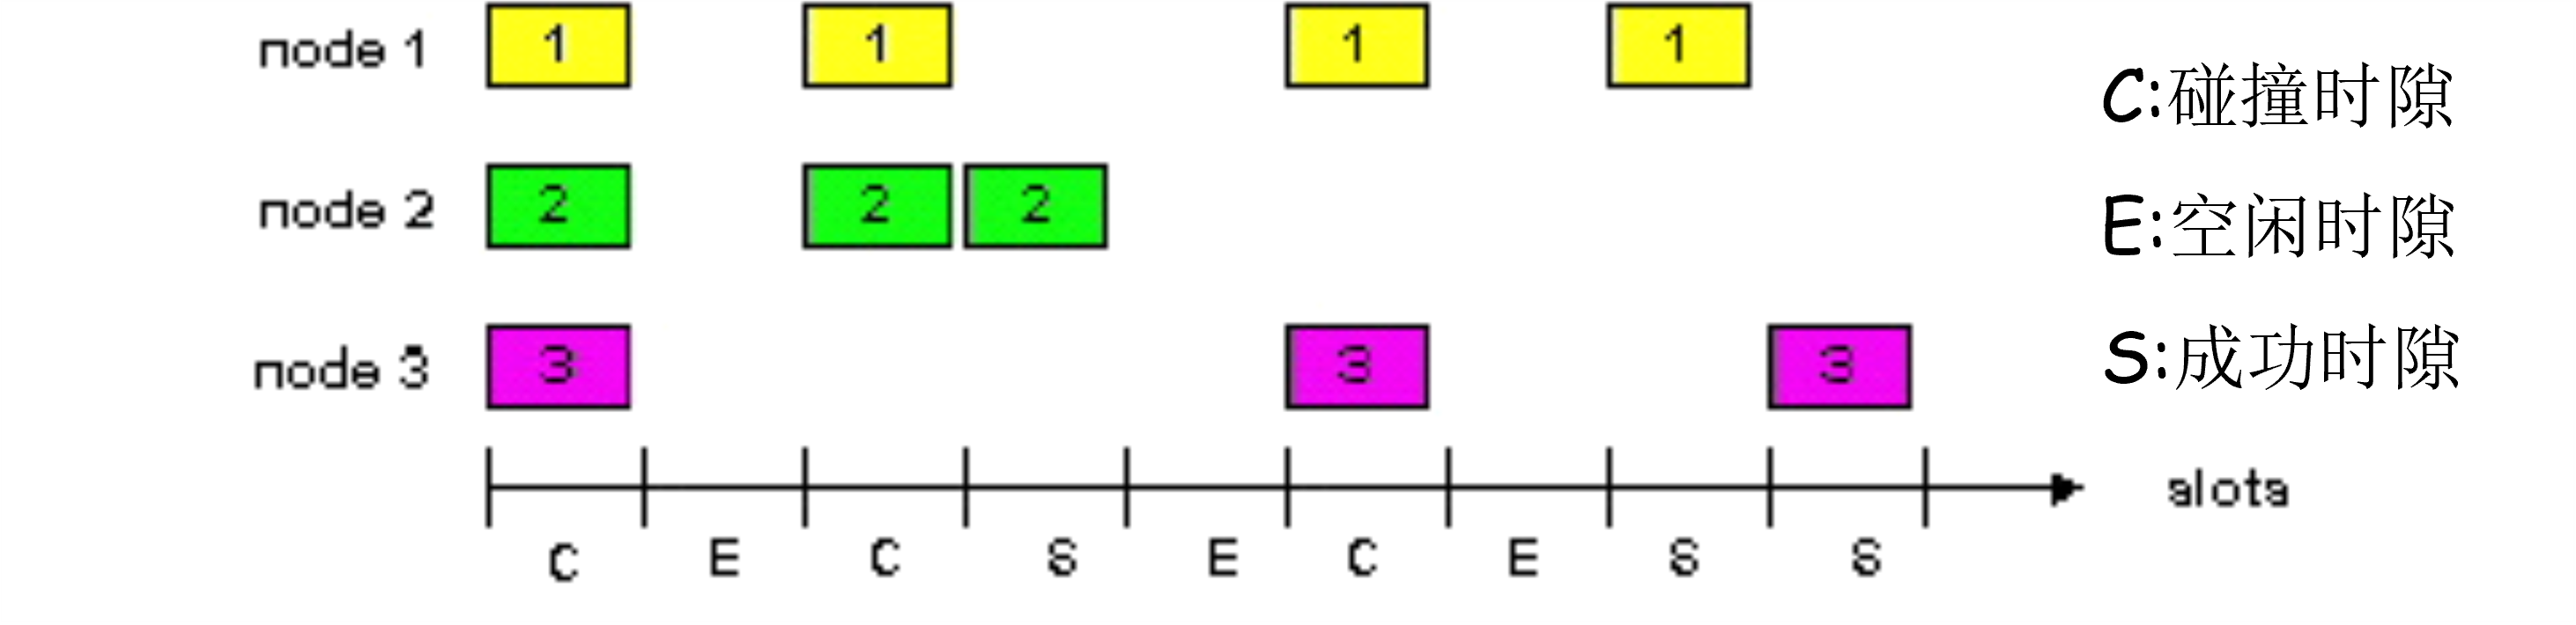 node 1 1 1 1 1
C:碰撞时隙
node 2 2 2 2
E:空闲时隙
node 3 3 3 3
S:成功时隙
slots
C E C S E C E S S